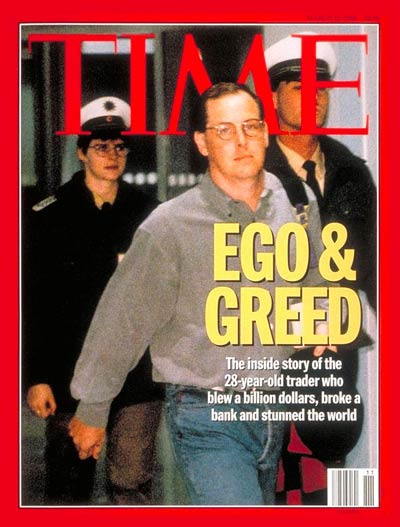 TIME
EGO &
GREED
The inside story of the
28-year-old trader who
blew a billion dollars, broke a
bank and stunned the world
11